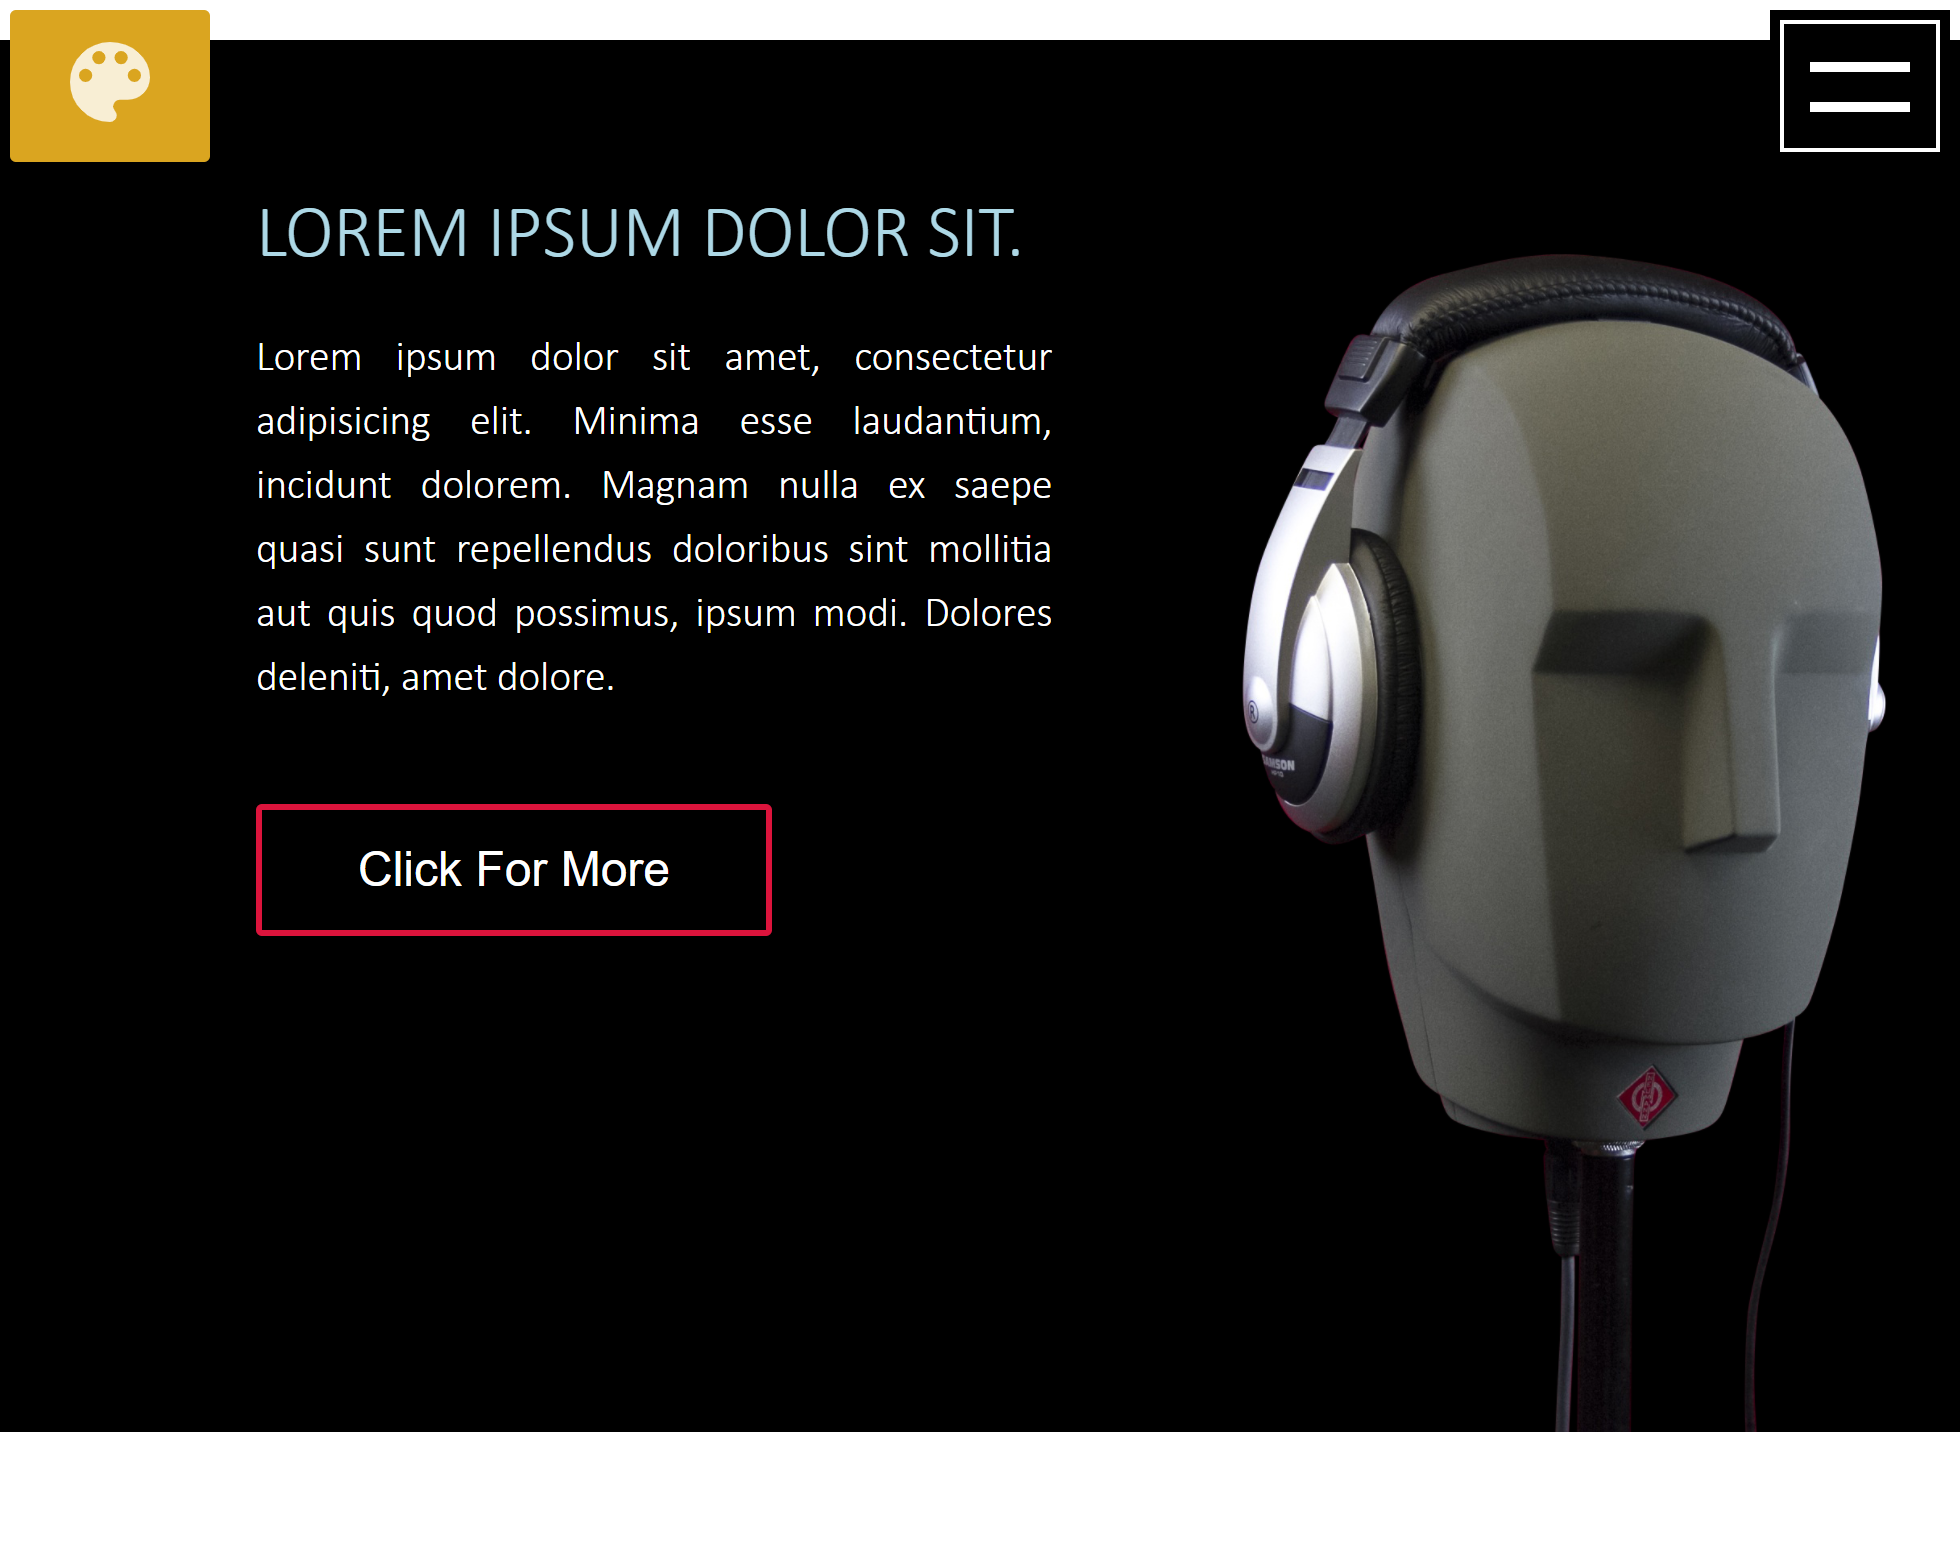 LOREM IPSUM DOLOR SIT.
Lorem ipsum dolor sit amet, consectetur
adipisicing elit. Minima esse laudantium,
incidunt dolorem. Magnam nulla ex saepe
quasi sunt repellendus doloribus sint mollitia
aut quis quod possimus, ipsum modi. Dolores
deleniti, amet dolore.
Click For More
®
SAMSON